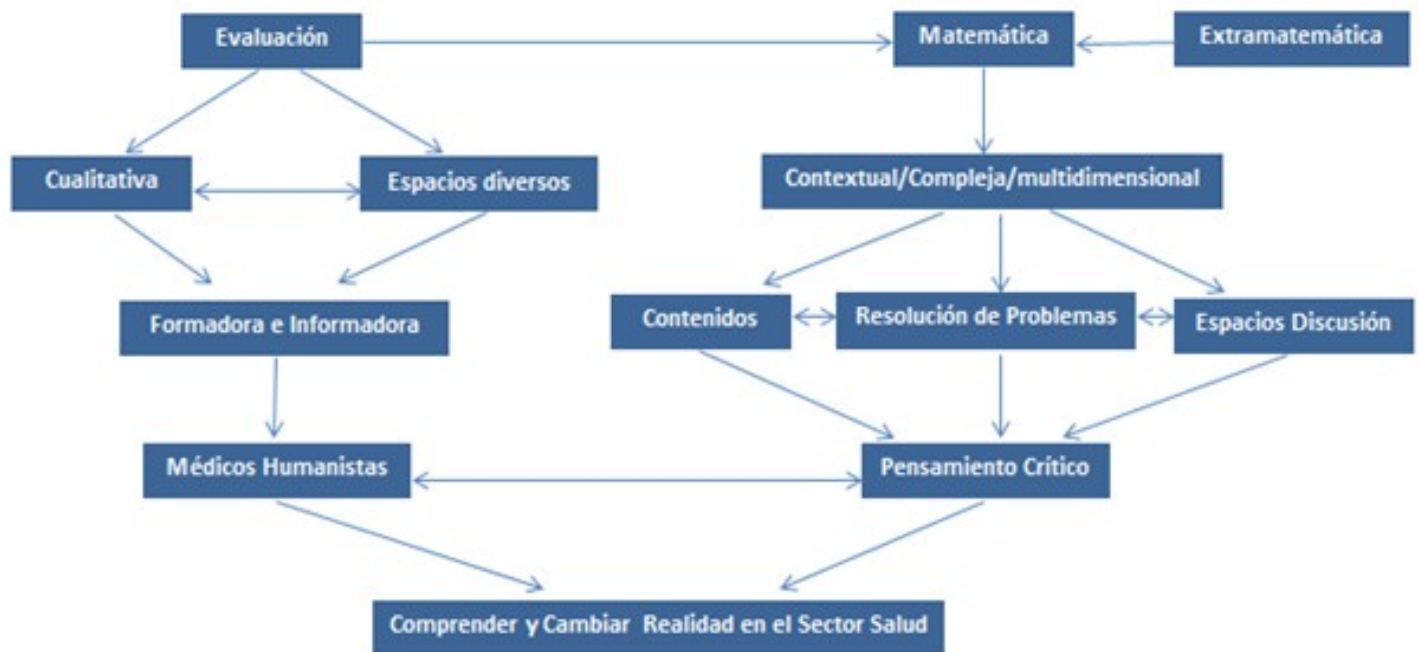 Evaluación
Matemática
Extramatemática
Cualitativa
Espacios diversos
Contextual/Compleja/multidimensional
Formadora e Informadora
Contenidos
Resolución de Problemas
Espacios Discusión
Médicos Humanistas
Pensamiento Crítico
Comprender y Cambiar Realidad en el Sector Salud